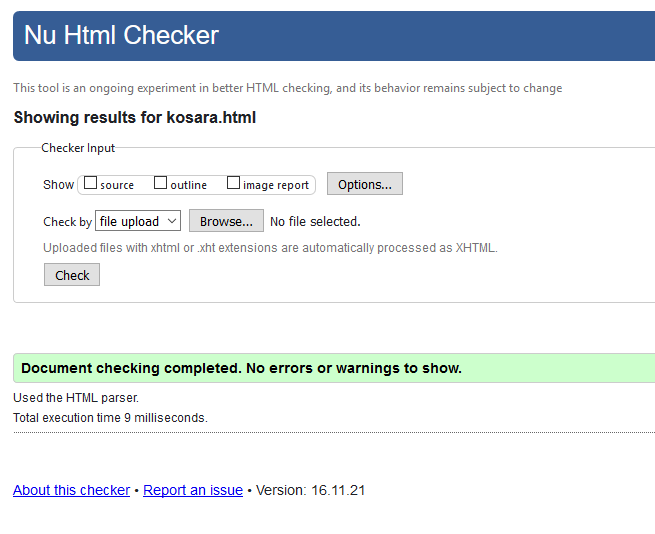 Nu Html Checker
This tool is an ongoing experiment in better HTML checking, and its behavior remains subject to change
Showing results for kosara.html
Checker Input
Show source outline image report Options...
Check by file upload Browse... No file selected.
Uploaded files with xhtml or .xht extensions are automatically processed as XHTML.
Check
Document checking completed. No errors or warnings to show.
Used the HTML parser.
Total execution time 9 milliseconds.
About this checker • Report an issue • Version: 16.11.21